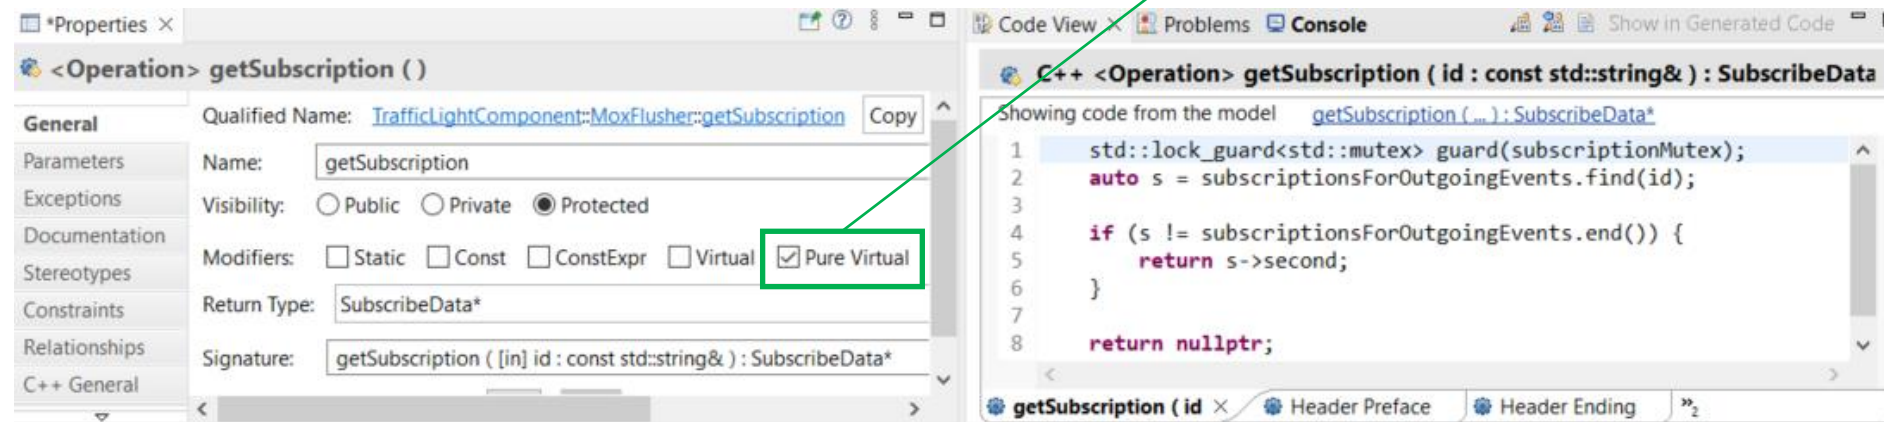 *Properties
<Operation> getSubscription ( )
General
Parameters
Exceptions
Documentation
Stereotypes
Constraints
Relationships
C++ General
Qualified Name: TrafficLightComponent::MoxFlusher::getSubscription Copy
Name: getSubscription
Visibility: Public Private Protected
Modifiers: Static Const ConstExpr Virtual Pure Virtual
Return Type: SubscribeData*
Signature: getSubscription ( [in] id : const std::string& ) : SubscribeData*
Code View Problems Console Show in Generated Code
C++ <Operation> getSubscription ( id : const std::string& ) : SubscribeData
Showing code from the model getSubscription ( ... ) : SubscribeData*
1 std::lock_guard<std::mutex> guard(subscriptionMutex);
2 auto s = subscriptionsForOutgoingEvents.find(id);
3
4 if (s != subscriptionsForOutgoingEvents.end()) {
5 return s->second;
6 }
7
8 return nullptr;
getSubscription ( id Header Preface Header Ending »2